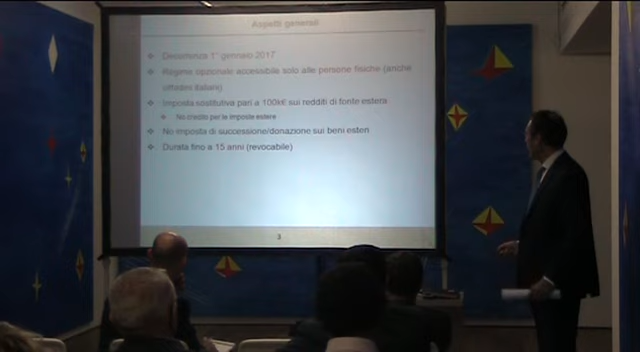 Aspetti generali
Decorrenza 1° gennaio 2017
Regime opzionale accessibile solo alle persone fisiche (anche
cittadini italiani)
Imposta sostitutiva pari a 100k€ sui redditi di fonte estera
No credito per le imposte estere
No imposta di successione/donazione sui beni esteri
Durata fino a 15 anni (revocabile)
3